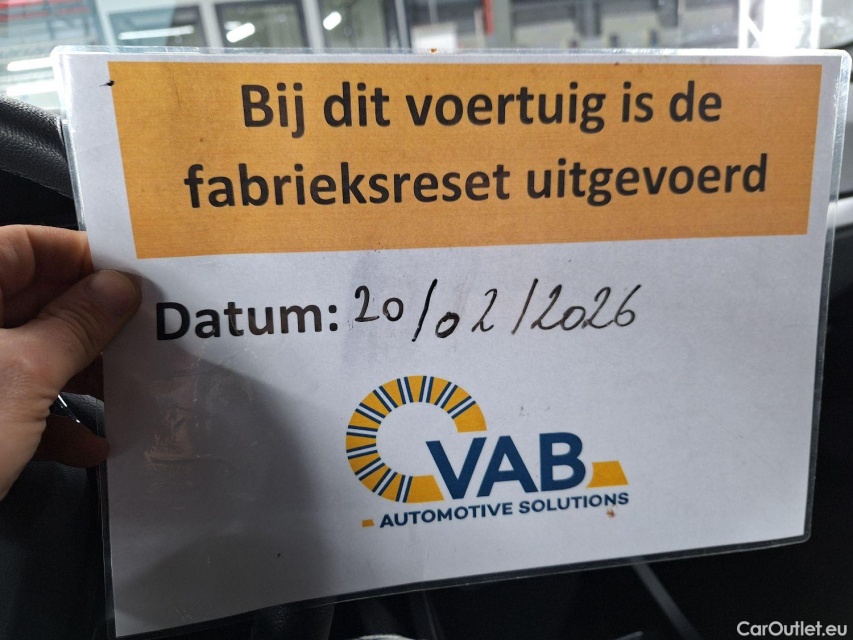 Bij dit voertuig is de
fabrieksreset uitgevoerd
Datum: 20/02/2026
VAB
AUTOMOTIVE SOLUTIONS
CarOutlet.eu